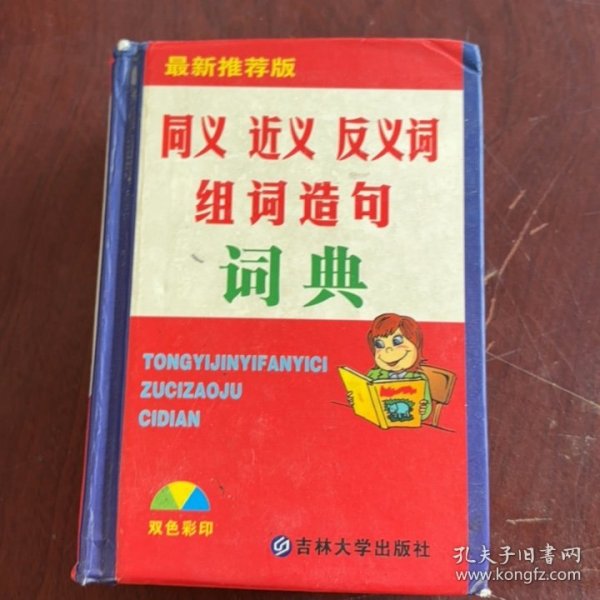 最新推荐版
同义 近义 反义词
组词造句
词典
TONGYIJINYIFANYICI
ZUCIZAOJU
CIDIAN
双色彩印
吉林大学出版社
孔夫子旧书网
www.kongfz.com